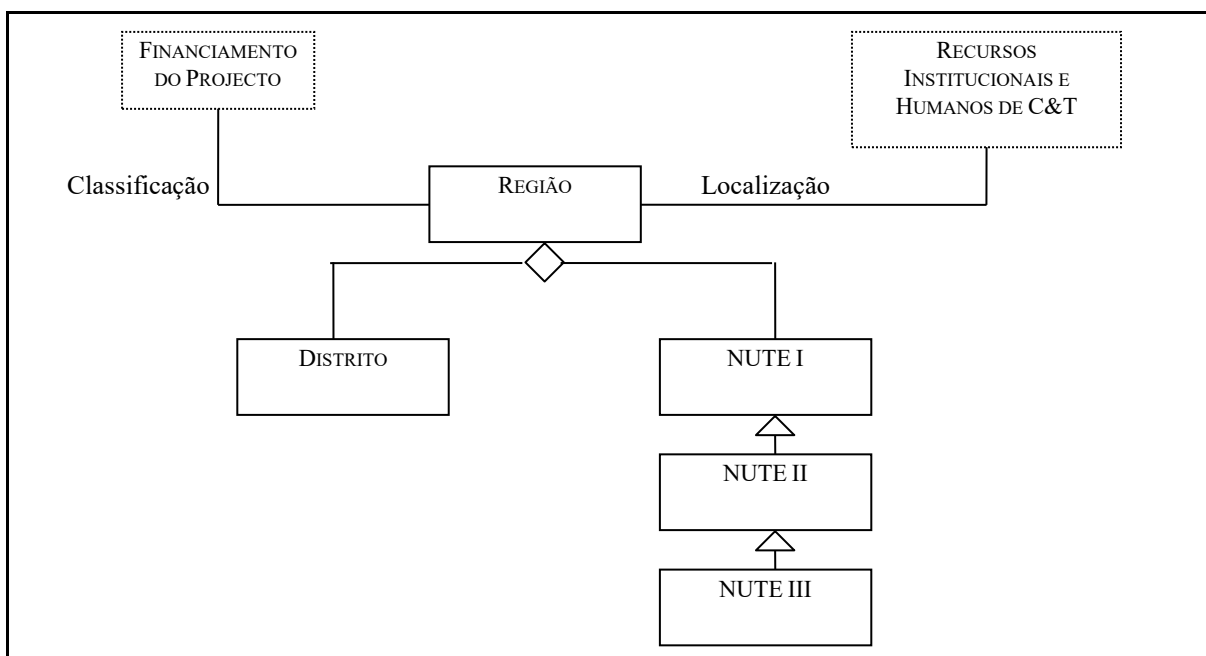 FINANCIAMENTO
DO PROJECTO
RECURSOS
INSTITUCIONAIS E
HUMANOS DE C&T
Classificação
REGIÃO
Localização
DISTRITO
NUTE I
NUTE II
NUTE III